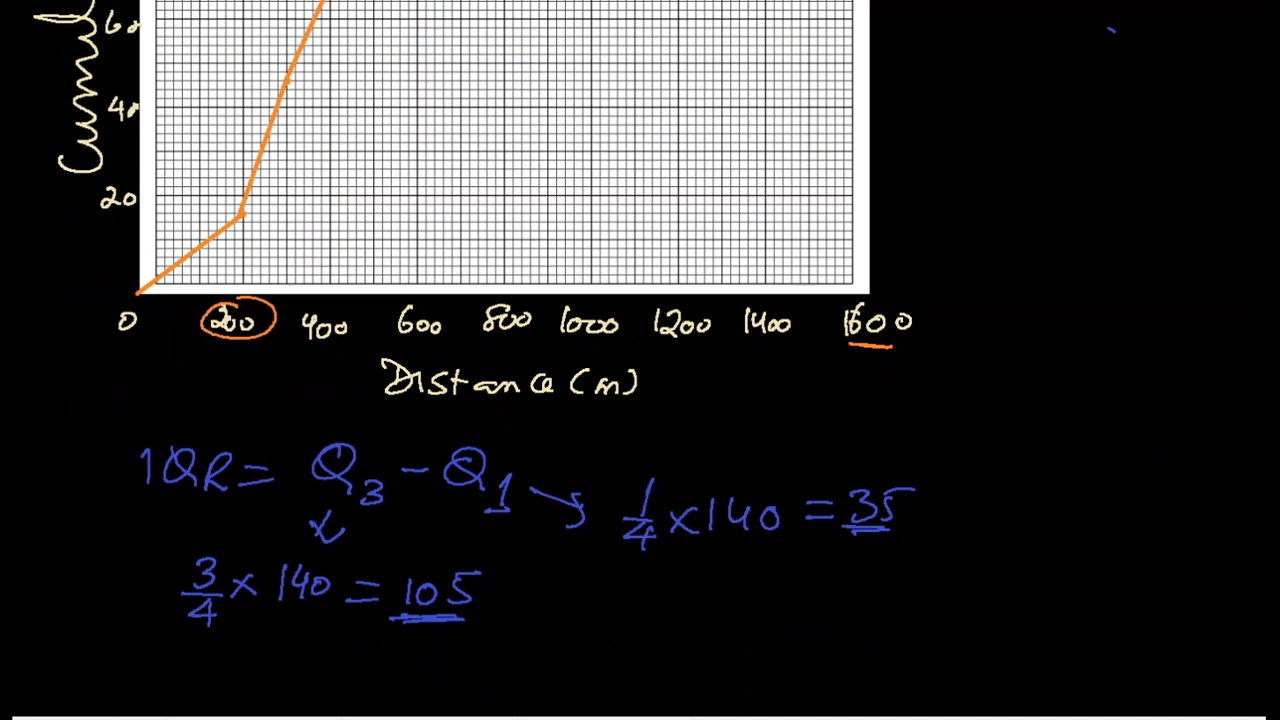 Cumul
60
40
20
0 200 400 600 800 1000 1200 1400 1600
Distance (m)
IQR = Q3 - Q1 → 1/4 × 140 = 35
3/4 × 140 = 105